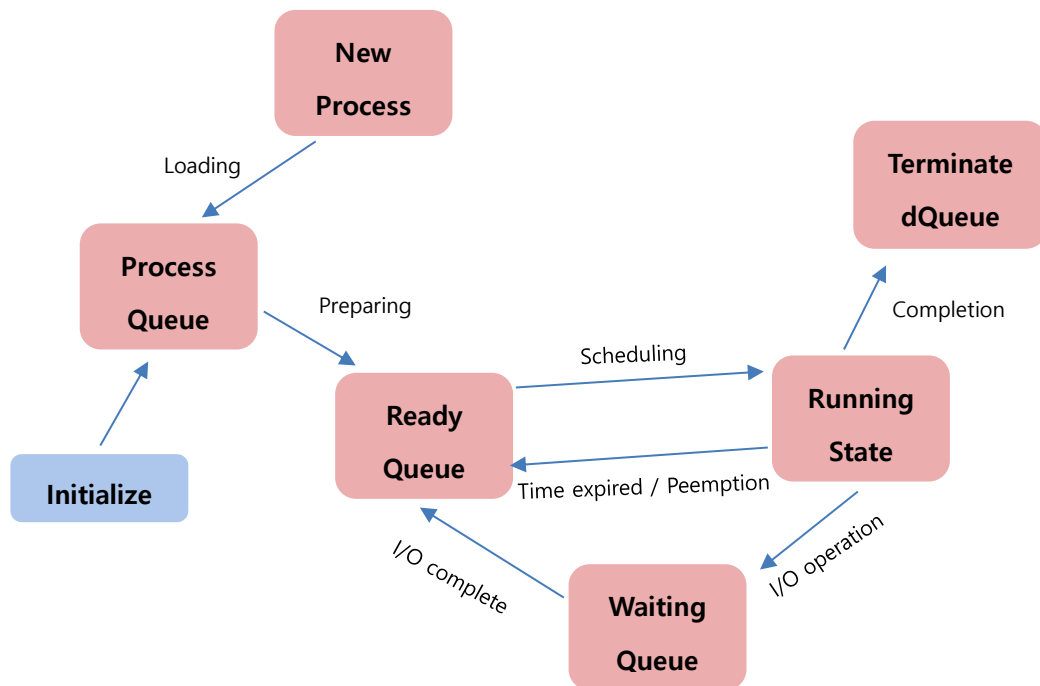 New
Process
Loading
Terminate
dQueue
Process
Queue
Preparing
Completion
Scheduling
Ready
Queue
Running
State
Initialize
Time expired / Peemption
I/O operation
I/O complete
Waiting
Queue